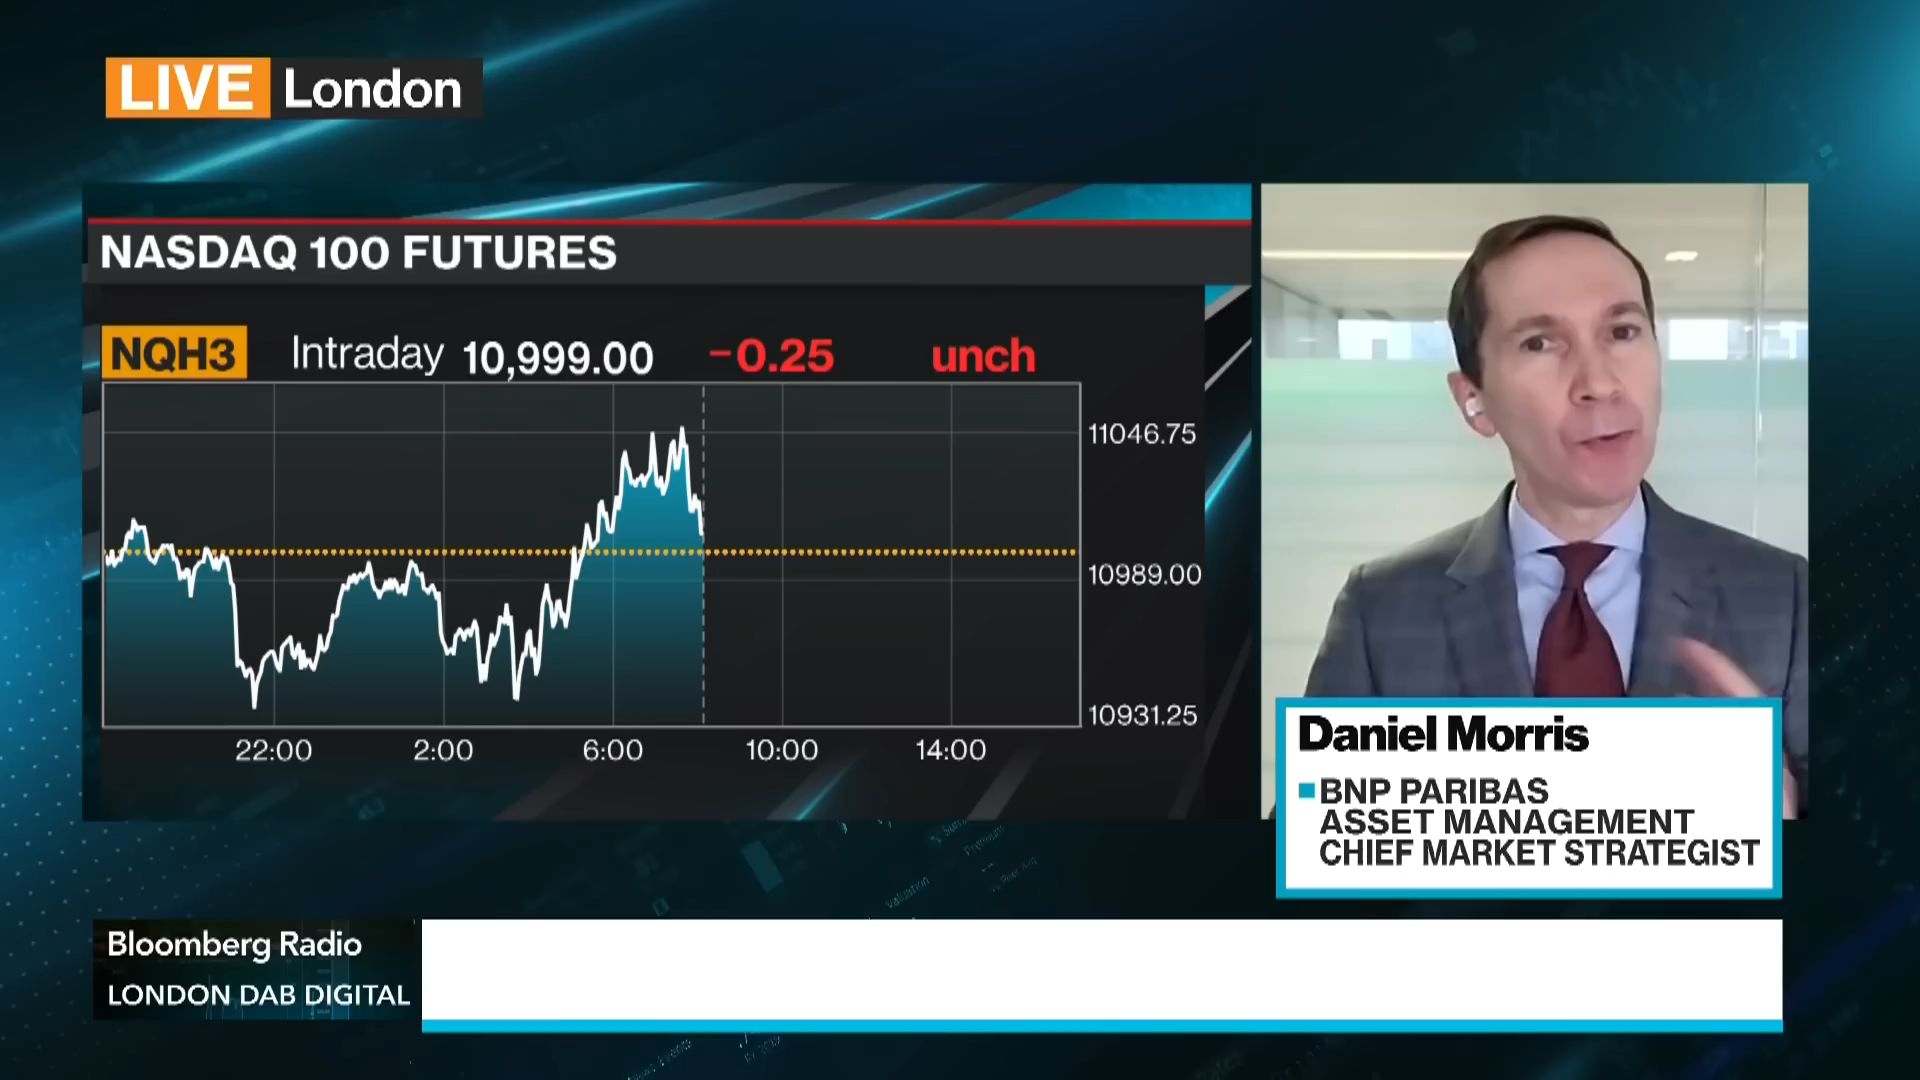 LIVE London
NASDAQ 100 FUTURES
NQH3 Intraday 10,999.00 -0.25 unch
11046.75
10989.00
10931.25
22:00 2:00 6:00 10:00 14:00
Daniel Morris
BNP PARIBAS
ASSET MANAGEMENT
CHIEF MARKET STRATEGIST
Valuation
Bloomberg Radio
LONDON DAB DIGITAL